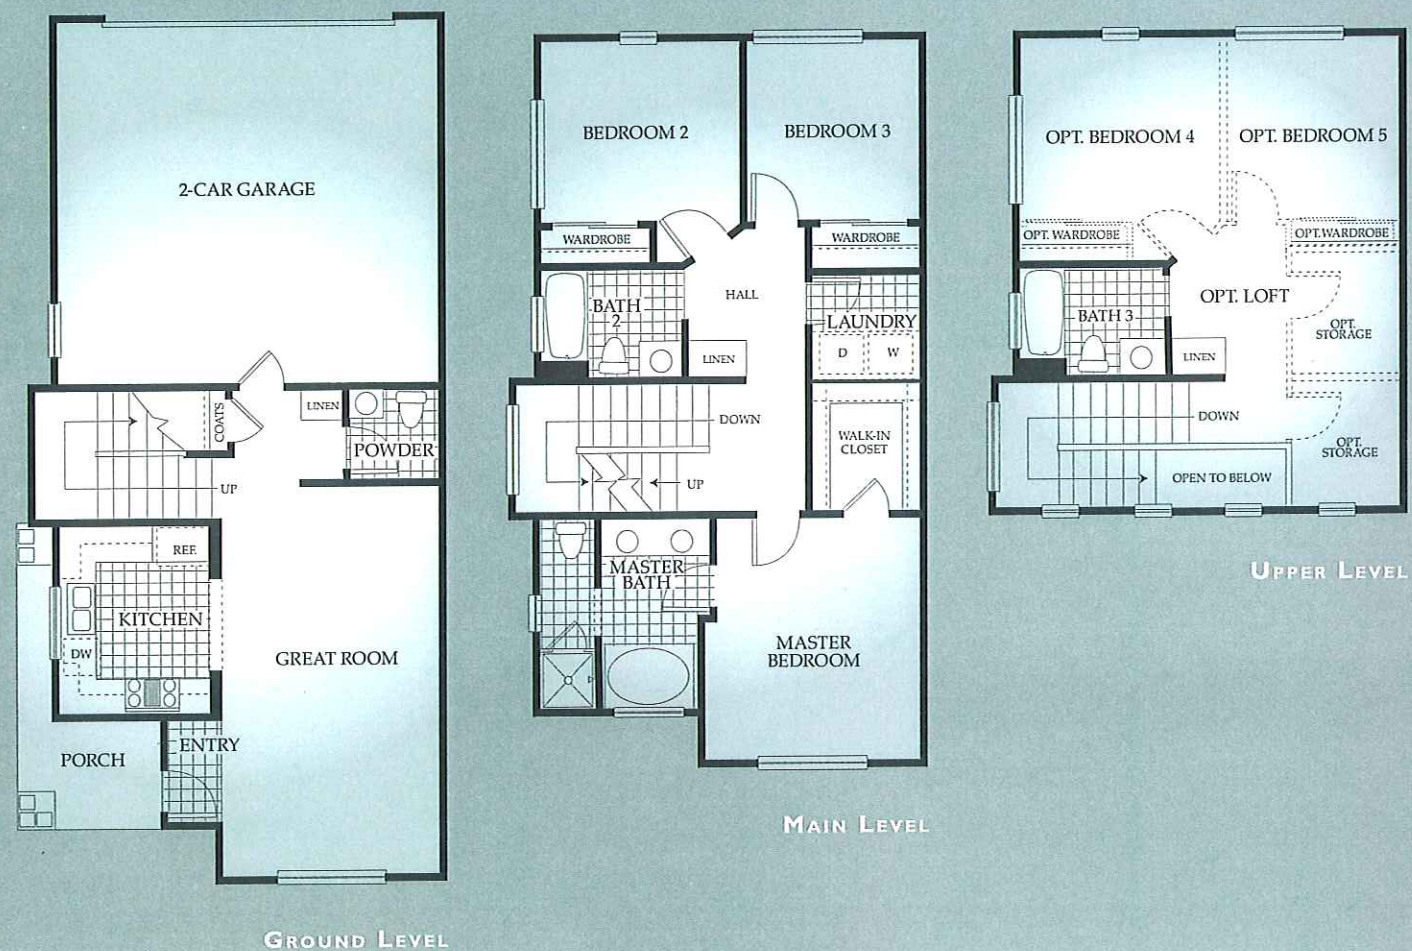 2-CAR GARAGE
COATS
LINEN
POWDER
UP
REF.
KITCHEN
DW
GREAT ROOM
ENTRY
PORCH
GROUND LEVEL
BEDROOM 2
BEDROOM 3
WARDROBE
WARDROBE
HALL
BATH
2
LAUNDRY
LINEN
D
W
DOWN
WALK-IN
CLOSET
UP
MASTER
BATH
MASTER
BEDROOM
MAIN LEVEL
OPT. BEDROOM 4
OPT. BEDROOM 5
OPT. WARDROBE
OPT. WARDROBE
OPT. LOFT
BATH 3
OPT.
STORAGE
LINEN
DOWN
OPT.
STORAGE
OPEN TO BELOW
UPPER LEVEL